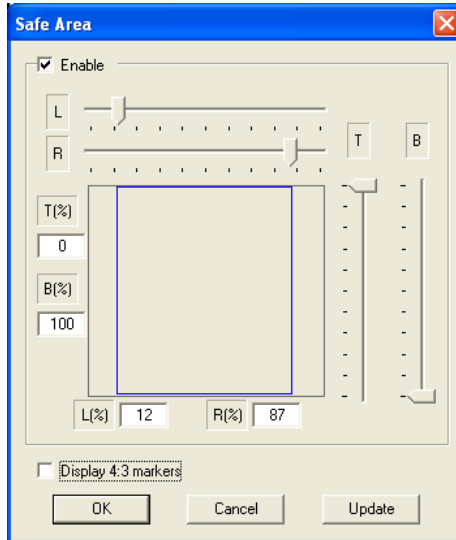 Safe Area
Enable
L
R
T
B
T(%)
0
B(%)
100
L(%) 12 R(%) 87
Display 4:3 markers
OK Cancel Update